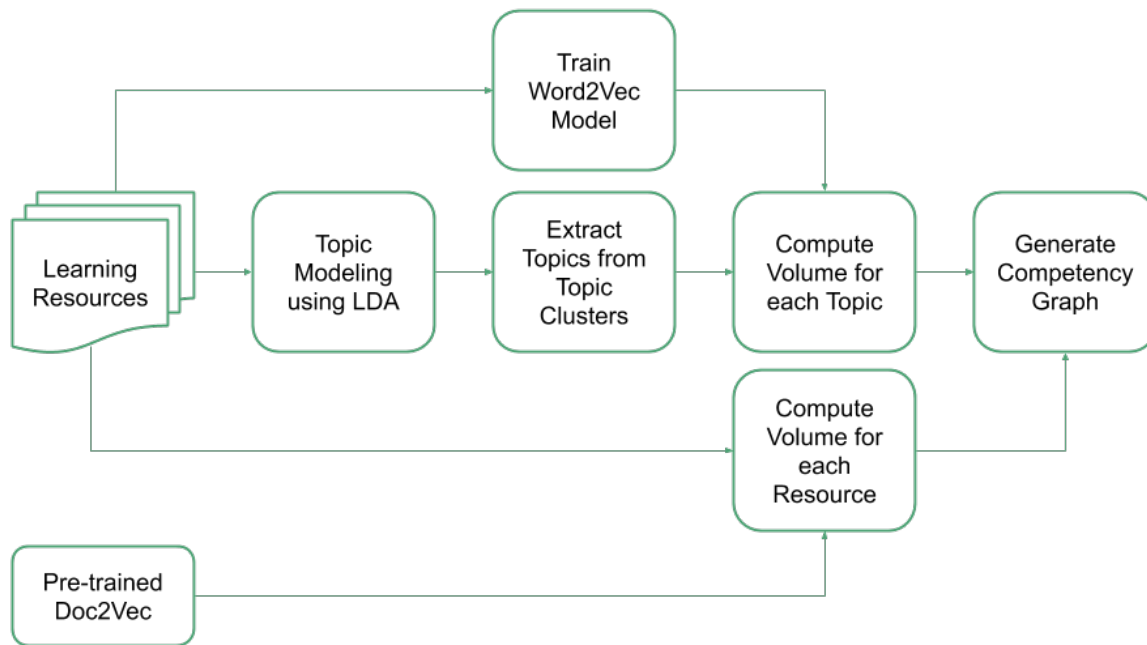 Train
Word2Vec
Model
Learning
Resources
Topic
Modeling
using LDA
Extract
Topics from
Topic
Clusters
Compute
Volume for
each Topic
Generate
Competency
Graph
Compute
Volume for
each
Resource
Pre-trained
Doc2Vec